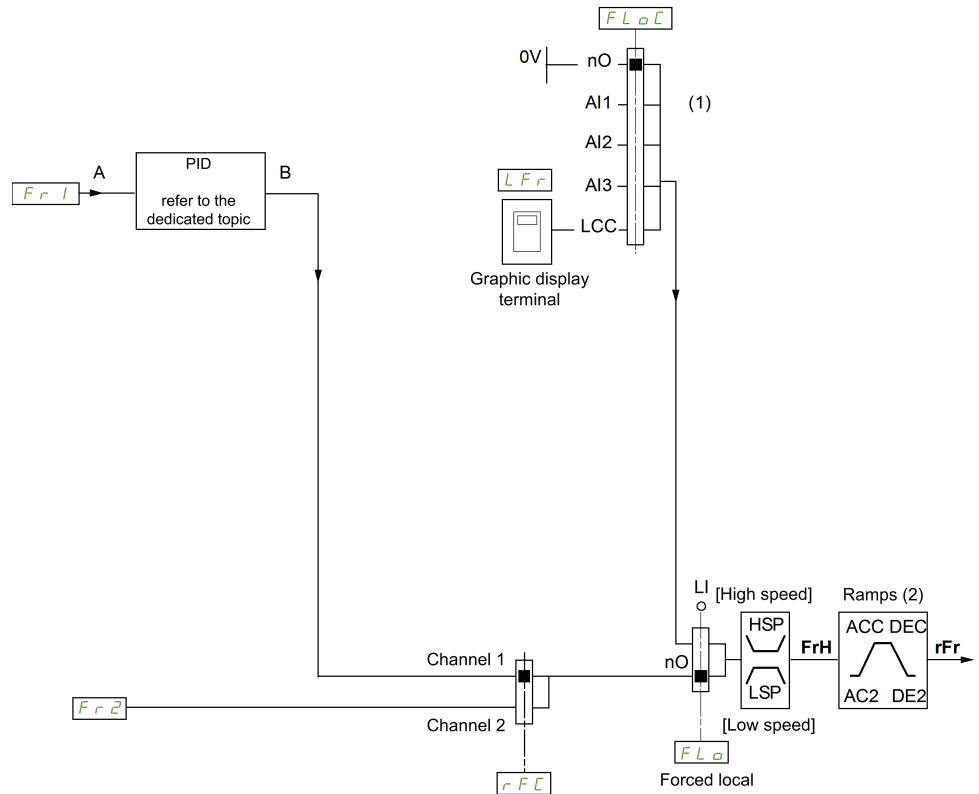 FLoC
0V
nO
AI1
(1)
AI2
AI3
LFr
LCC
Graphic display
terminal
Fr1
A
PID
refer to the
dedicated topic
B
LI
[High speed]
Ramps (2)
HSP
ACC DEC
FrH
rFr
LSP
AC2 DE2
[Low speed]
nO
Channel 1
Fr2
Channel 2
FLo
Forced local
rFC